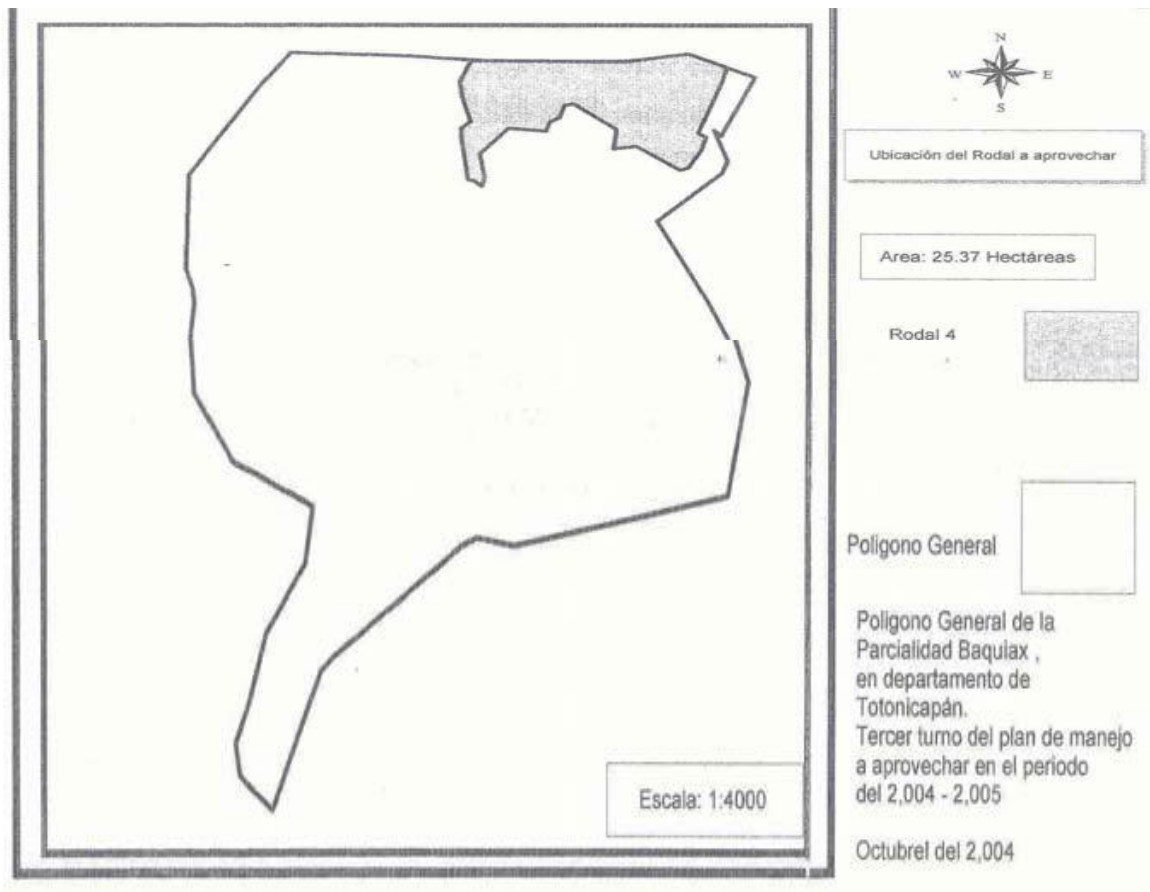 N
W E
S
Ubicación del Rodal a aprovechar
Area: 25.37 Hectáreas
Rodal 4
Poligono General
Poligono General de la
Parcialidad Baquiax ,
en departamento de
Totonicapán.
Tercer turno del plan de manejo
a aprovechar en el periodo
del 2,004 - 2,005
Octubrel del 2,004
Escala: 1:4000